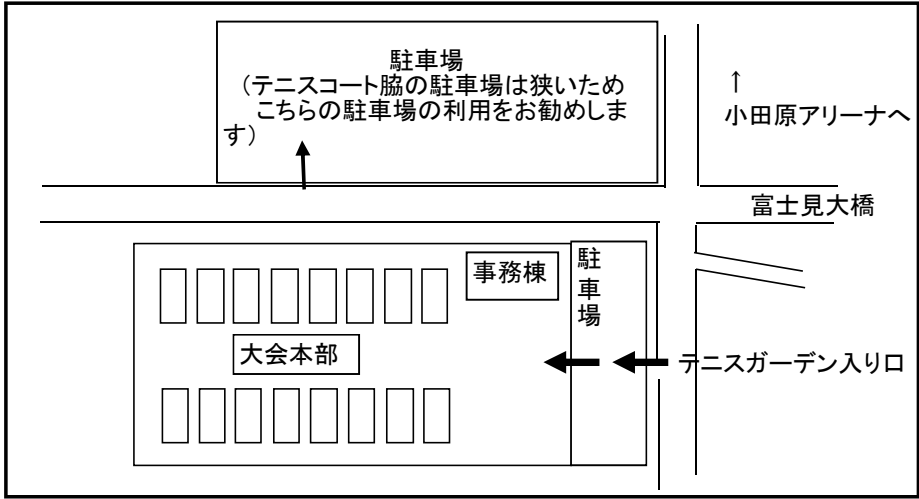 駐車場
（テニスコート脇の駐車場は狭いため
こちらの駐車場の利用をお勧めしま
す）
↑
小田原アリーナへ
富士見大橋
事務棟
駐車場
大会本部
テニスガーデン入り口